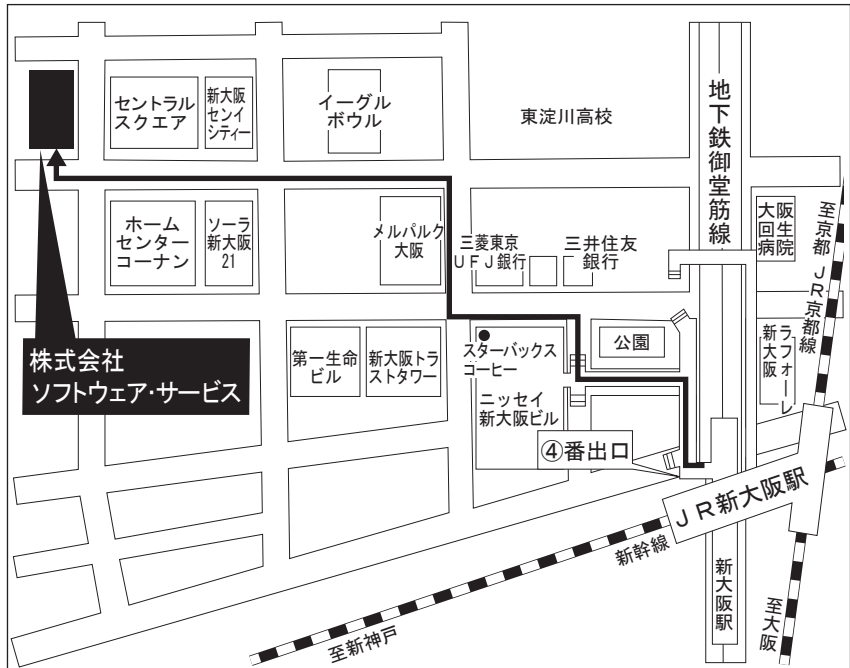 セントラル
スクエア
新大阪
センイ
シティー
イーグル
ボウル
東淀川高校
地下鉄御堂筋線
ホーム
センター
コーナン
ソーラ
新大阪
21
メルパルク
大阪
三菱東京
UFJ銀行
三井住友
銀行
大阪
回生
病院
至京都 JR京都線
株式会社
ソフトウェア・サービス
第一生命
ビル
新大阪トラ
ストタワー
スターバックス
コーヒー
ニッセイ
新大阪ビル
公園
ラフォーレ
新大阪
④番出口
JR新大阪駅
新幹線
至新神戸
新大阪駅
至大阪